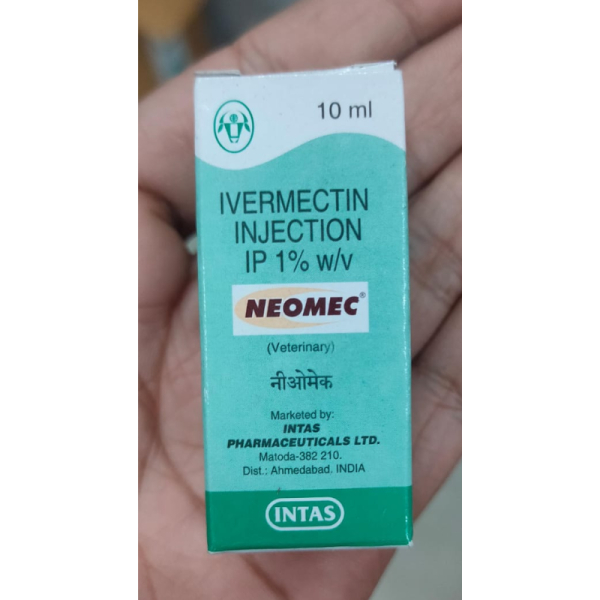 10 ml
IVERMECTIN
INJECTION
IP 1% w/v
NEOMEC®
(Veterinary)
नीओमेक
Marketed by:
INTAS
PHARMACEUTICALS LTD.
Matoda-382 210.
Dist.: Ahmedabad. INDIA
INTAS